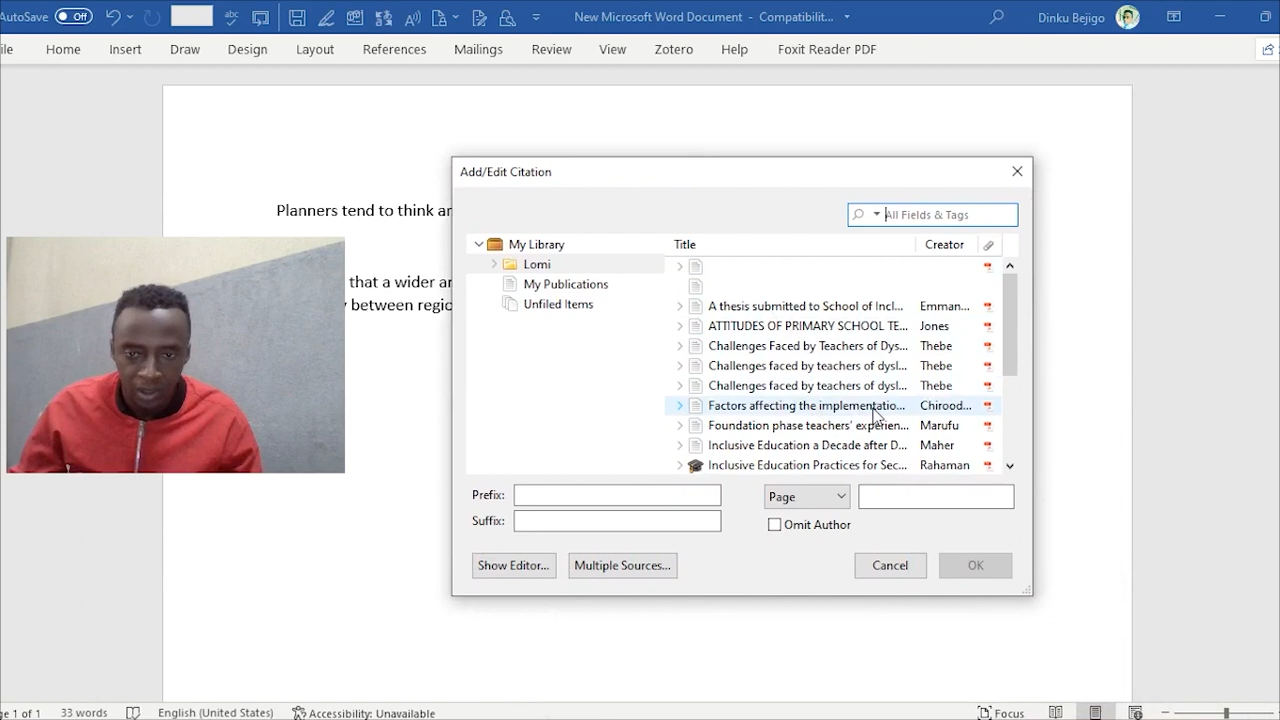 AutoSave Off New Microsoft Word Document - Compatibilit... Dinku Bejigo
ile Home Insert Draw Design Layout References Mailings Review View Zotero Help Foxit Reader PDF
Planners tend to think ar
that a wider ar
y between regio
Add/Edit Citation
All Fields & Tags
My Library
Lomi
My Publications
Unfiled Items
Title Creator
A thesis submitted to School of Incl... Emman...
ATTITUDES OF PRIMARY SCHOOL TE... Jones
Challenges Faced by Teachers of Dys... Thebe
Challenges faced by teachers of dysl... Thebe
Challenges faced by teachers of dysl... Thebe
Factors affecting the implementatio... Chirood...
Foundation phase teachers' experien... Marufu
Inclusive Education a Decade after D... Maher
Inclusive Education Practices for Sec... Rahaman
Prefix: Page
Suffix: Omit Author
Show Editor... Multiple Sources... Cancel OK
ge 1 of 1 33 words English (United States) Accessibility: Unavailable Focus